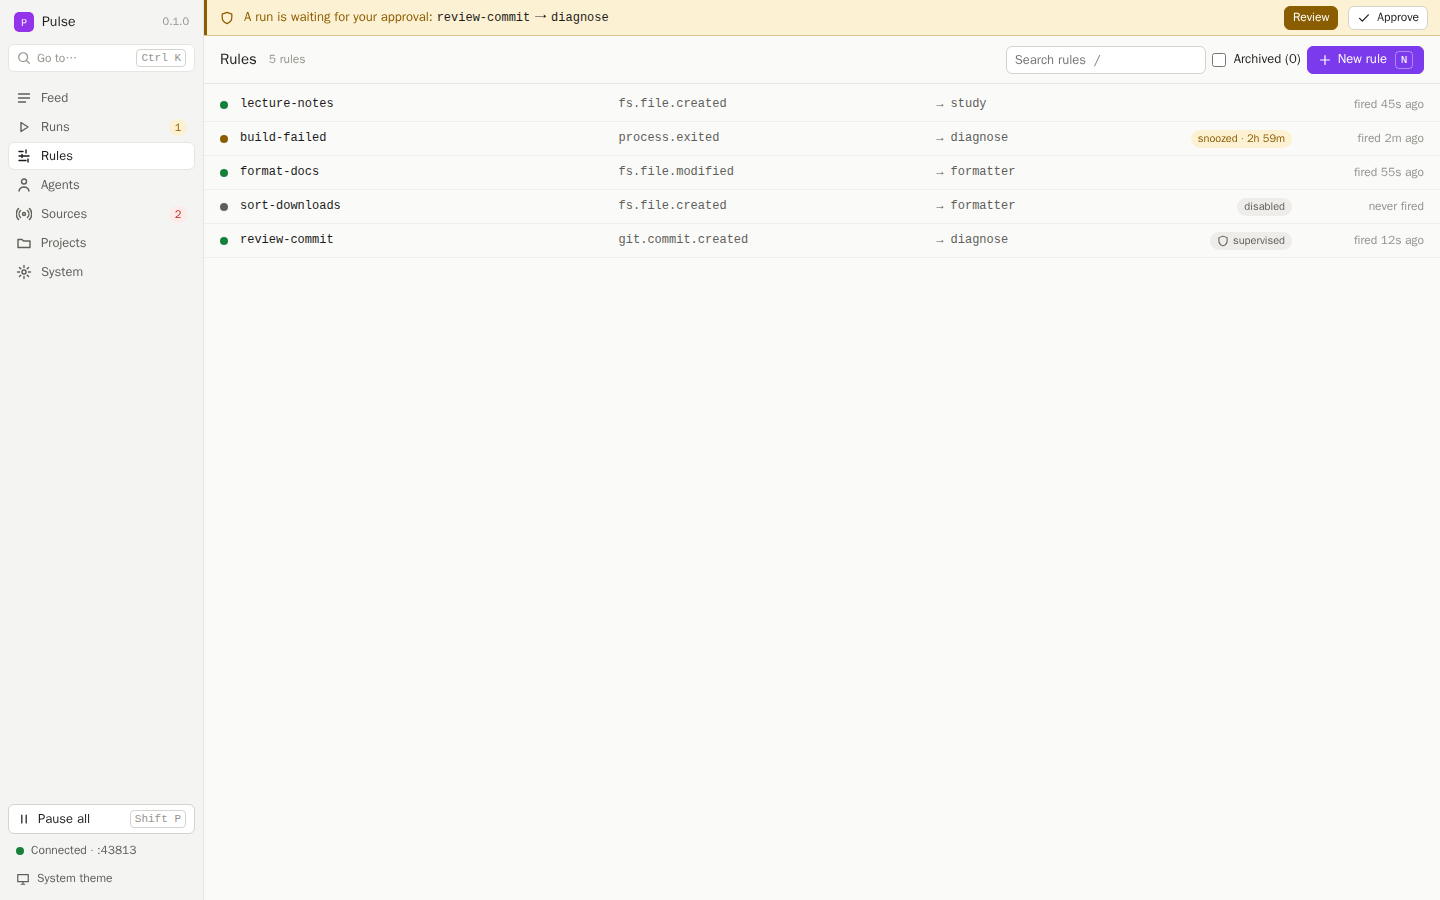 P Pulse 0.1.0
Go to··· Ctrl K
Feed
Runs 1
Rules
Agents
Sources 2
Projects
System
Pause all Shift P
Connected · :43813
System theme
A run is waiting for your approval: review-commit → diagnose Review Approve
Rules 5 rules Search rules / Archived (0) New rule N
lecture-notes fs.file.created → study fired 45s ago
build-failed process.exited → diagnose snoozed · 2h 59m fired 2m ago
format-docs fs.file.modified → formatter fired 55s ago
sort-downloads fs.file.created → formatter disabled never fired
review-commit git.commit.created → diagnose supervised fired 12s ago